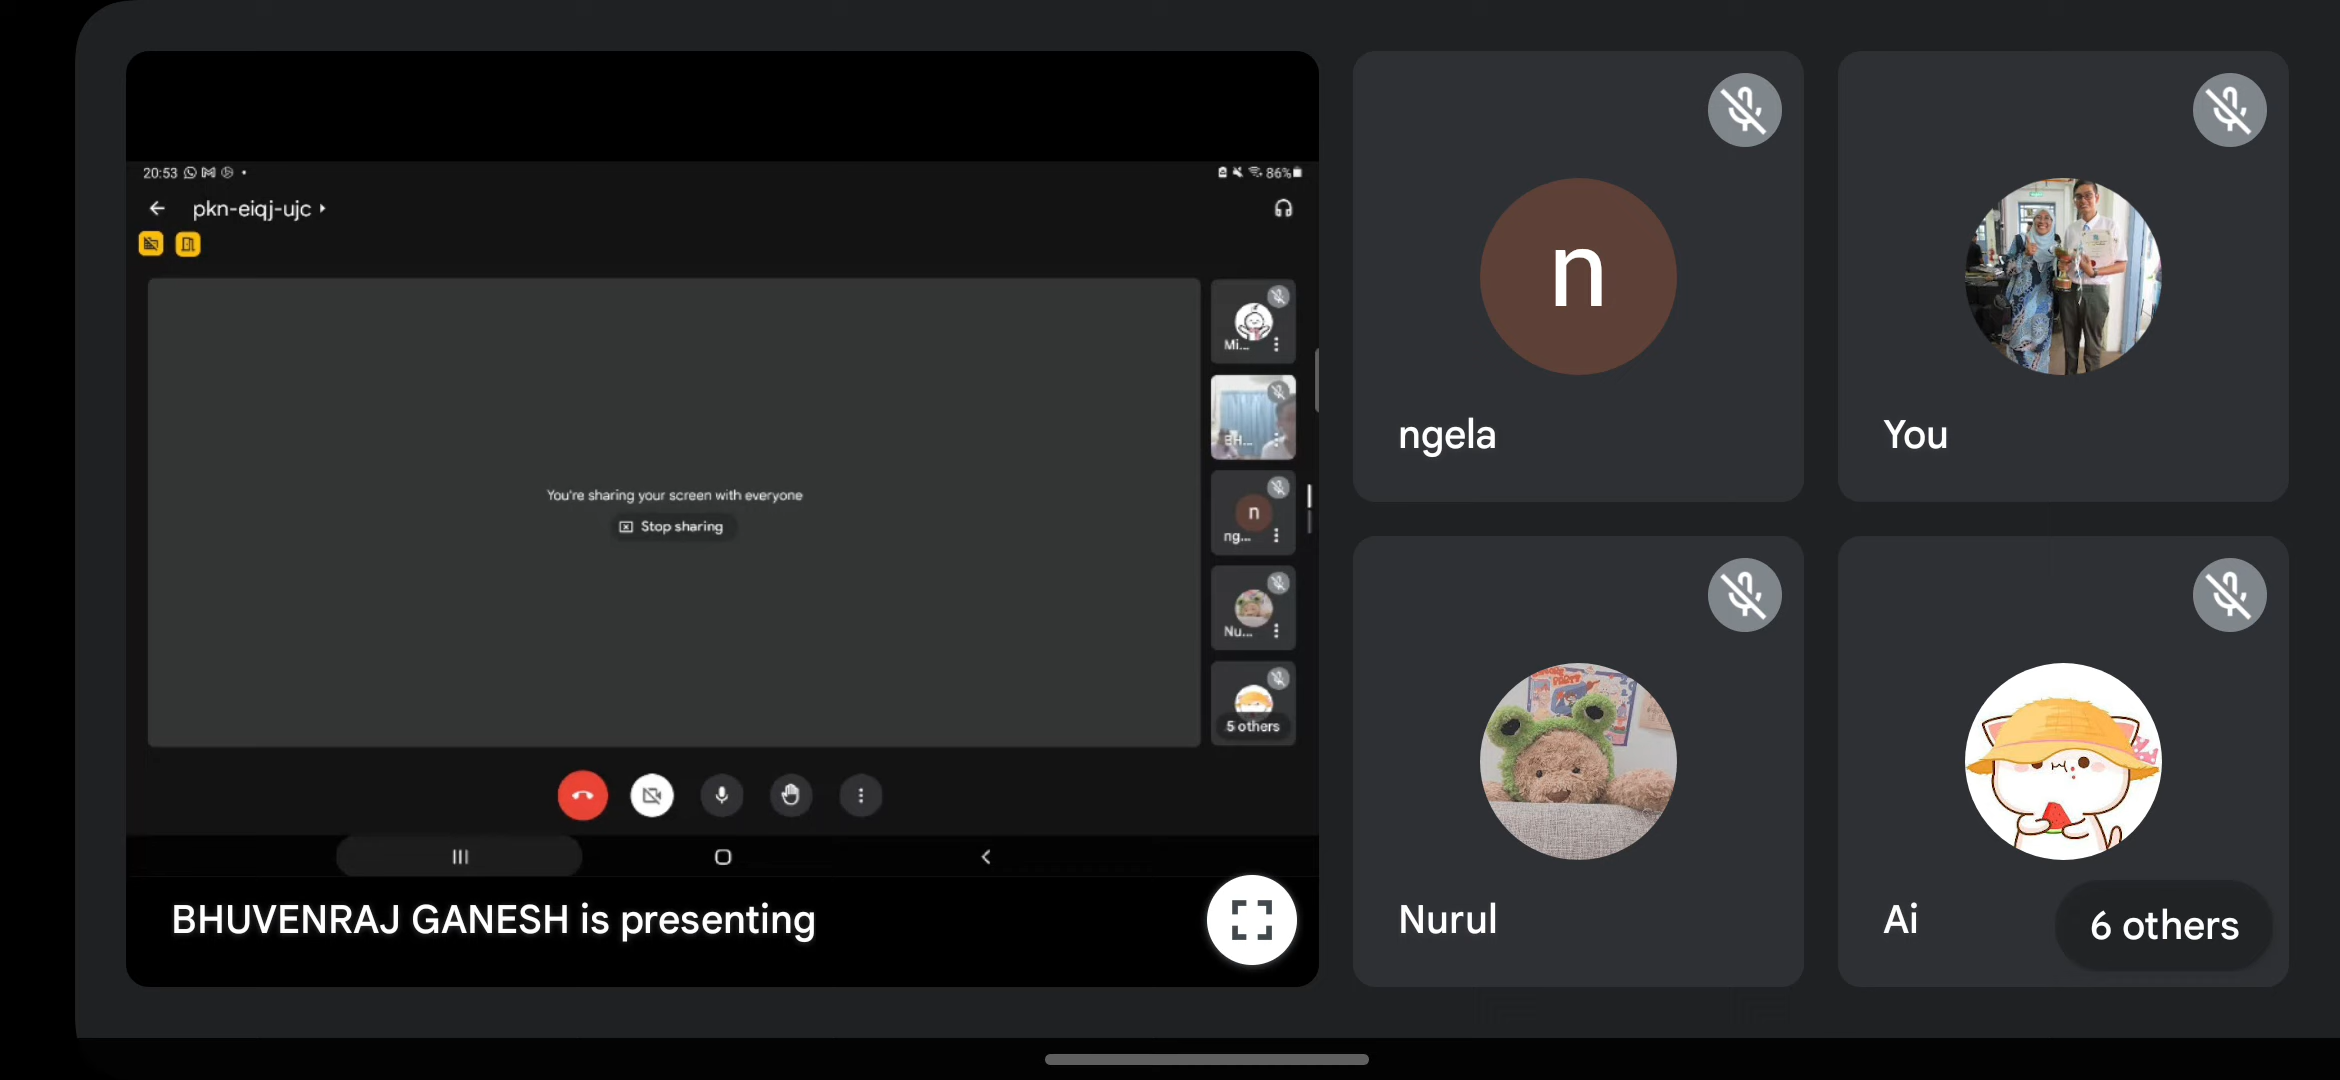 20:53
86%
pkn-eiqj-ujc
You're sharing your screen with everyone
Stop sharing
Mi...
BH...
ng...
n
Nu...
5 others
BHUVENRAJ GANESH is presenting
n
ngela
You
Nurul
Ai
6 others